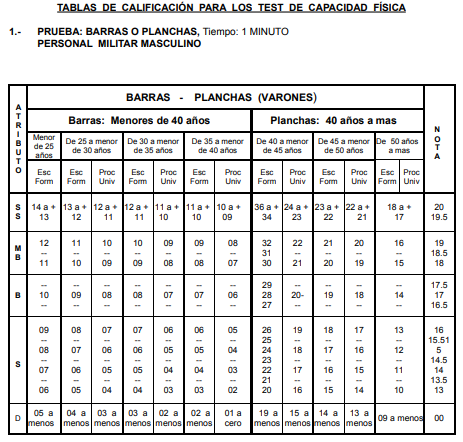 TABLAS DE CALIFICACIÓN PARA LOS TEST DE CAPACIDAD FÍSICA
1.- PRUEBA: BARRAS O PLANCHAS, Tiempo: 1 MINUTO
PERSONAL MILITAR MASCULINO
ATRIBUTO BARRAS - PLANCHAS (VARONES) NOTA
Barras: Menores de 40 años Planchas: 40 años a mas
Menor de 25 años De 25 a menor de 30 años De 30 a menor de 35 años De 35 a menor de 40 años De 40 a menor de 45 años De 45 a menor de 50 años De 50 años a mas
Esc Form Esc Form Proc Univ Esc Form Proc Univ Esc Form Proc Univ Esc Form Proc Univ Esc Form Proc Univ Esc Form Proc Univ
S 14 a + 13 a + 12 a + 12 a + 11 a + 11 a + 10 a + 36 a + 24 a + 23 a + 22 a + 18 a + 20
S 13 12 11 11 10 10 09 34 23 22 21 17 19.5
M 12 11 10 10 09 09 08 32 22 21 20 16 19
B -- -- -- -- -- -- -- 31 -- -- -- -- 18.5
11 10 09 09 08 08 07 30 21 20 19 15 18
-- -- -- -- -- -- -- 29 -- -- -- -- 17.5
B 10 09 08 08 07 07 06 28 20- 19 18 14 17
-- -- -- -- -- -- -- 27 -- -- -- -- 16.5
09 08 07 07 06 06 05 26 19 18 17 13 16
-- -- -- -- -- -- -- 25 -- -- -- -- 15.51
08 07 06 06 05 05 04 24 18 17 16 12 5
S -- -- -- -- -- -- -- 23 -- -- -- -- 14.5
07 06 05 05 04 04 03 22 17 16 15 11 14
-- -- -- -- -- -- -- 21 -- -- -- -- 13.5
06 05 04 04 03 03 02 20 16 15 14 10 13
D 05 a menos 04 a menos 03 a menos 03 a menos 02 a menos 02 a menos 01 a cero 19 a menos 15 a menos 14 a menos 13 a menos 09 a menos 00